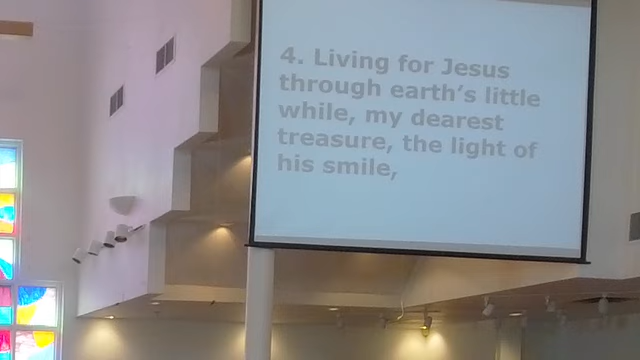 4. Living for Jesus
through earth's little
while, my dearest
treasure, the light of
his smile,